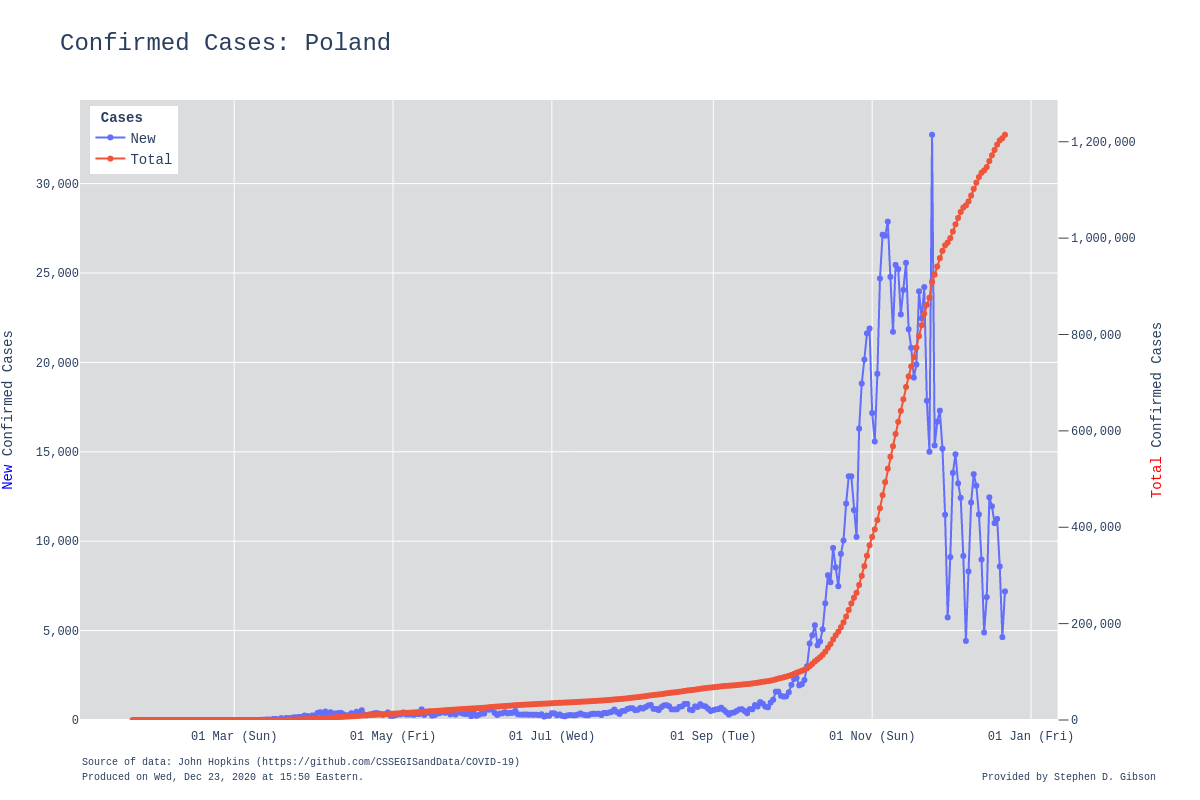 Confirmed Cases: Poland
Cases
New
Total
30,000
25,000
20,000
15,000
10,000
5,000
0
New Confirmed Cases
1,200,000
1,000,000
800,000
600,000
400,000
200,000
0
Total Confirmed Cases
01 Mar (Sun)
01 May (Fri)
01 Jul (Wed)
01 Sep (Tue)
01 Nov (Sun)
01 Jan (Fri)
Source of data: John Hopkins (https://github.com/CSSEGISandData/COVID-19)
Produced on Wed, Dec 23, 2020 at 15:50 Eastern.
Provided by Stephen D. Gibson